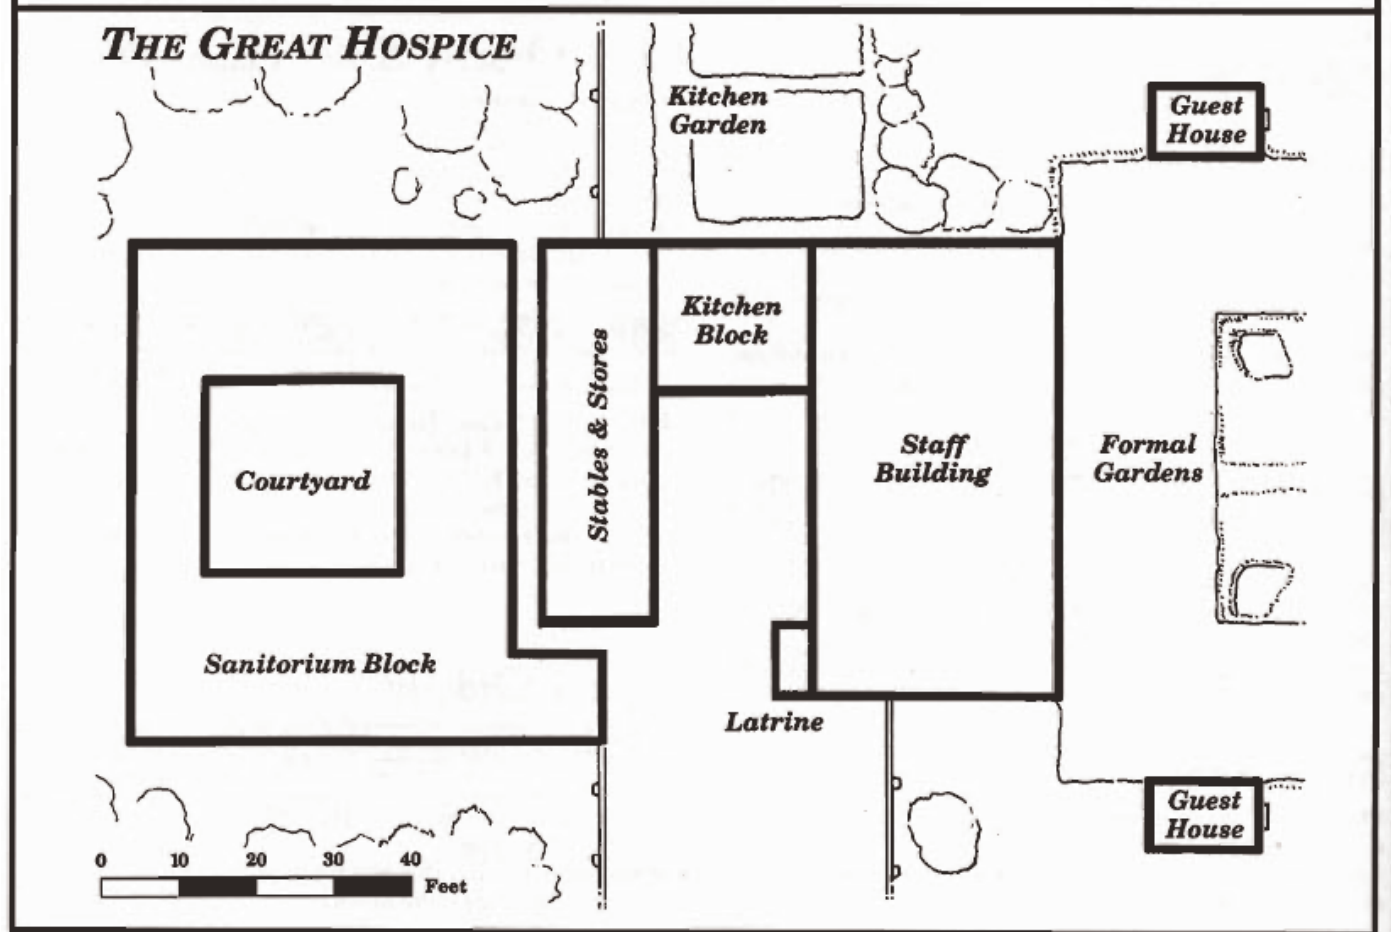 THE GREAT HOSPICE
Kitchen
Garden
Guest
House
Kitchen
Block
Stables & Stores
Courtyard
Staff
Building
Formal
Gardens
Sanitorium Block
Latrine
Guest
House
0 10 20 30 40
Feet